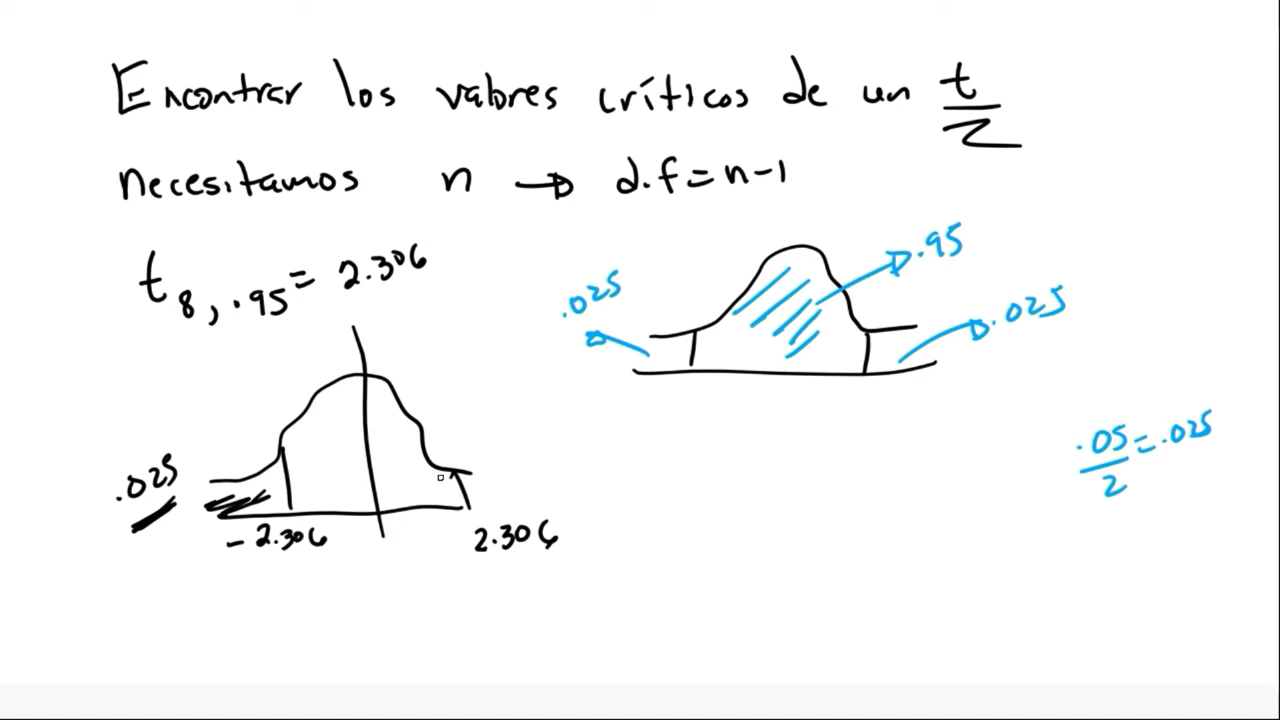 Encontrar los valores críticos de un t
z
necesitamos n → d.f = n-1
t 8, .95 = 2.306
.95
.025
.025
.05/2 = .025
.025
-2.306
2.306